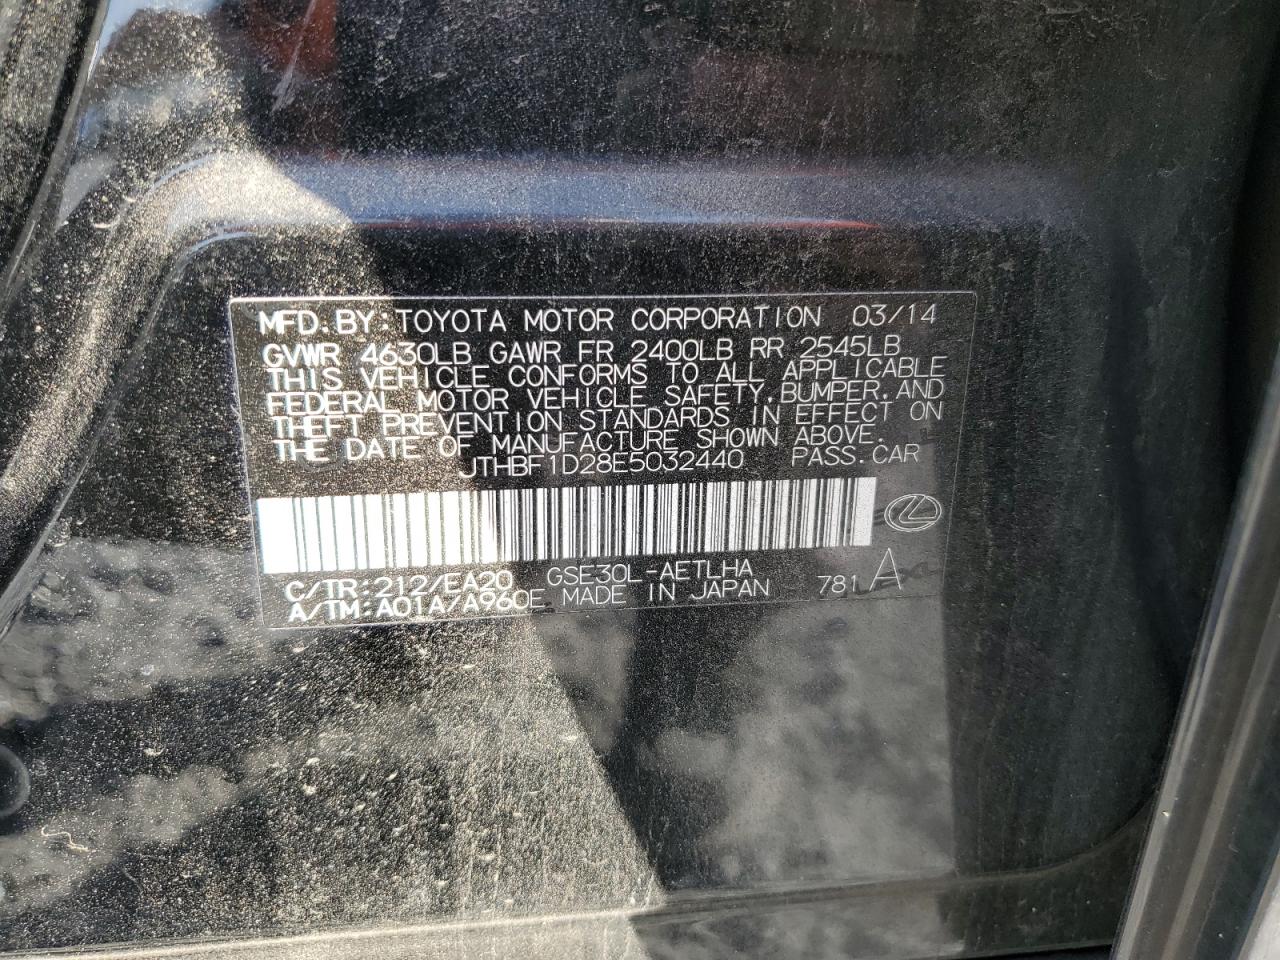 MFD.BY:TOYOTA MOTOR CORPORATION 03/14
GVWR 4630LB GAWR FR 2400LB RR 2545LB
THIS VEHICLE CONFORMS TO ALL APPLICABLE
FEDERAL MOTOR VEHICLE SAFETY,BUMPER,AND
THEFT PREVENTION STANDARDS IN EFFECT ON
THE DATE OF MANUFACTURE SHOWN ABOVE.
JTHBF1D28E5032440 PASS.CAR
C/TR:212/EA20 GSE30L-AETLHA
A/TM:A01A/A960E MADE IN JAPAN 781 A
LEXUS